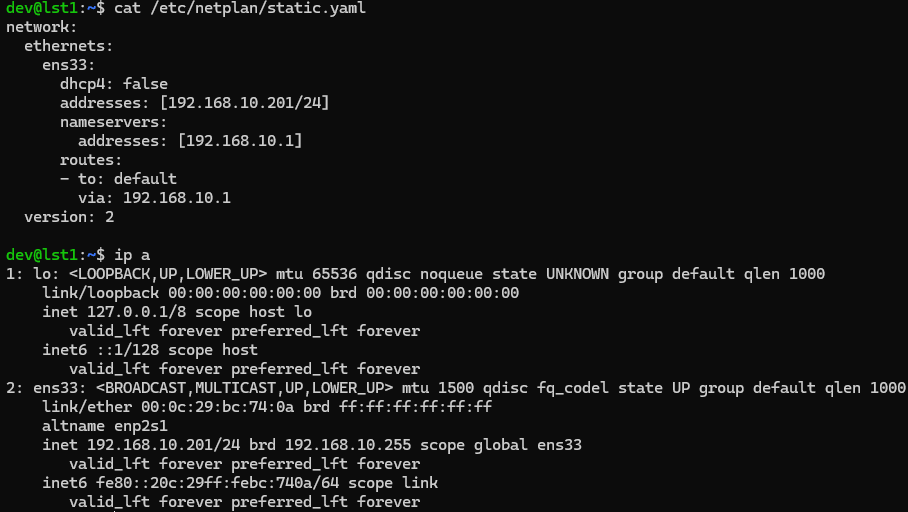 dev@lst1:~$ cat /etc/netplan/static.yaml
network:
  ethernets:
    ens33:
      dhcp4: false
      addresses: [192.168.10.201/24]
      nameservers:
        addresses: [192.168.10.1]
      routes:
      - to: default
        via: 192.168.10.1
  version: 2

dev@lst1:~$ ip a
1: lo: <LOOPBACK,UP,LOWER_UP> mtu 65536 qdisc noqueue state UNKNOWN group default qlen 1000
    link/loopback 00:00:00:00:00:00 brd 00:00:00:00:00:00
    inet 127.0.0.1/8 scope host lo
       valid_lft forever preferred_lft forever
    inet6 ::1/128 scope host
       valid_lft forever preferred_lft forever
2: ens33: <BROADCAST,MULTICAST,UP,LOWER_UP> mtu 1500 qdisc fq_codel state UP group default qlen 1000
    link/ether 00:0c:29:bc:74:0a brd ff:ff:ff:ff:ff:ff
    altname enp2s1
    inet 192.168.10.201/24 brd 192.168.10.255 scope global ens33
       valid_lft forever preferred_lft forever
    inet6 fe80::20c:29ff:febc:740a/64 scope link
       valid_lft forever preferred_lft forever